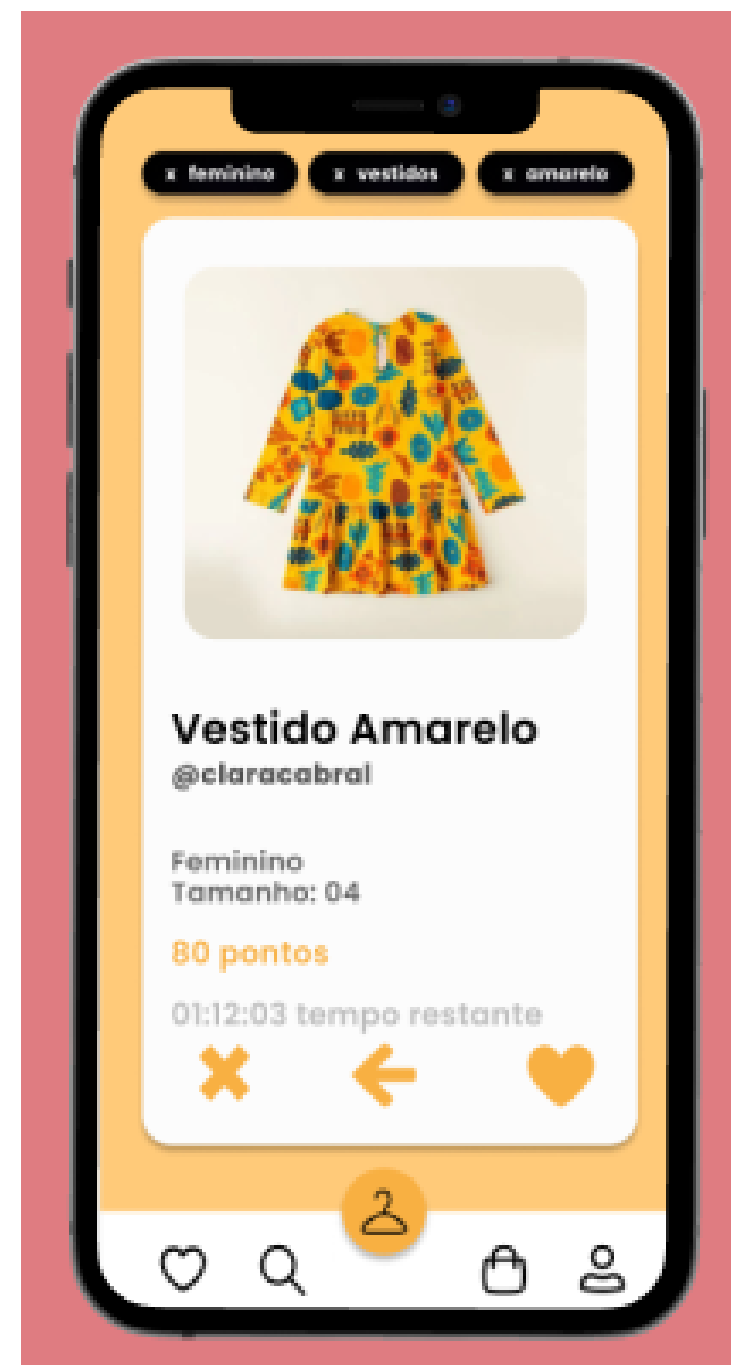 x feminino x vestidos x amarelo
Vestido Amarelo
@claracabral
Feminino
Tamanho: 04
80 pontos
01:12:03 tempo restante